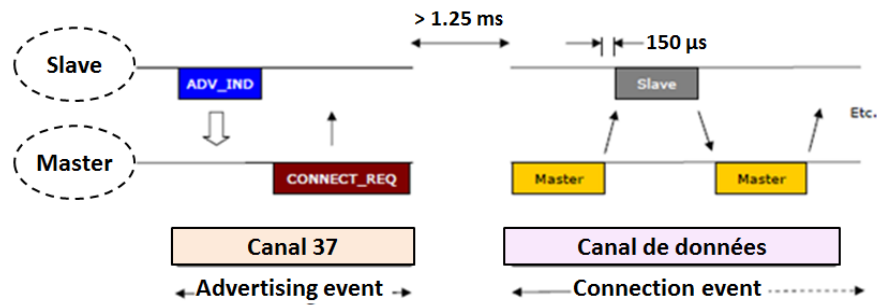 > 1.25 ms
150 µs
Slave
ADV_IND
Slave
Etc.
Master
CONNECT_REQ
Master
Master
Canal 37
Canal de données
Advertising event
Connection event